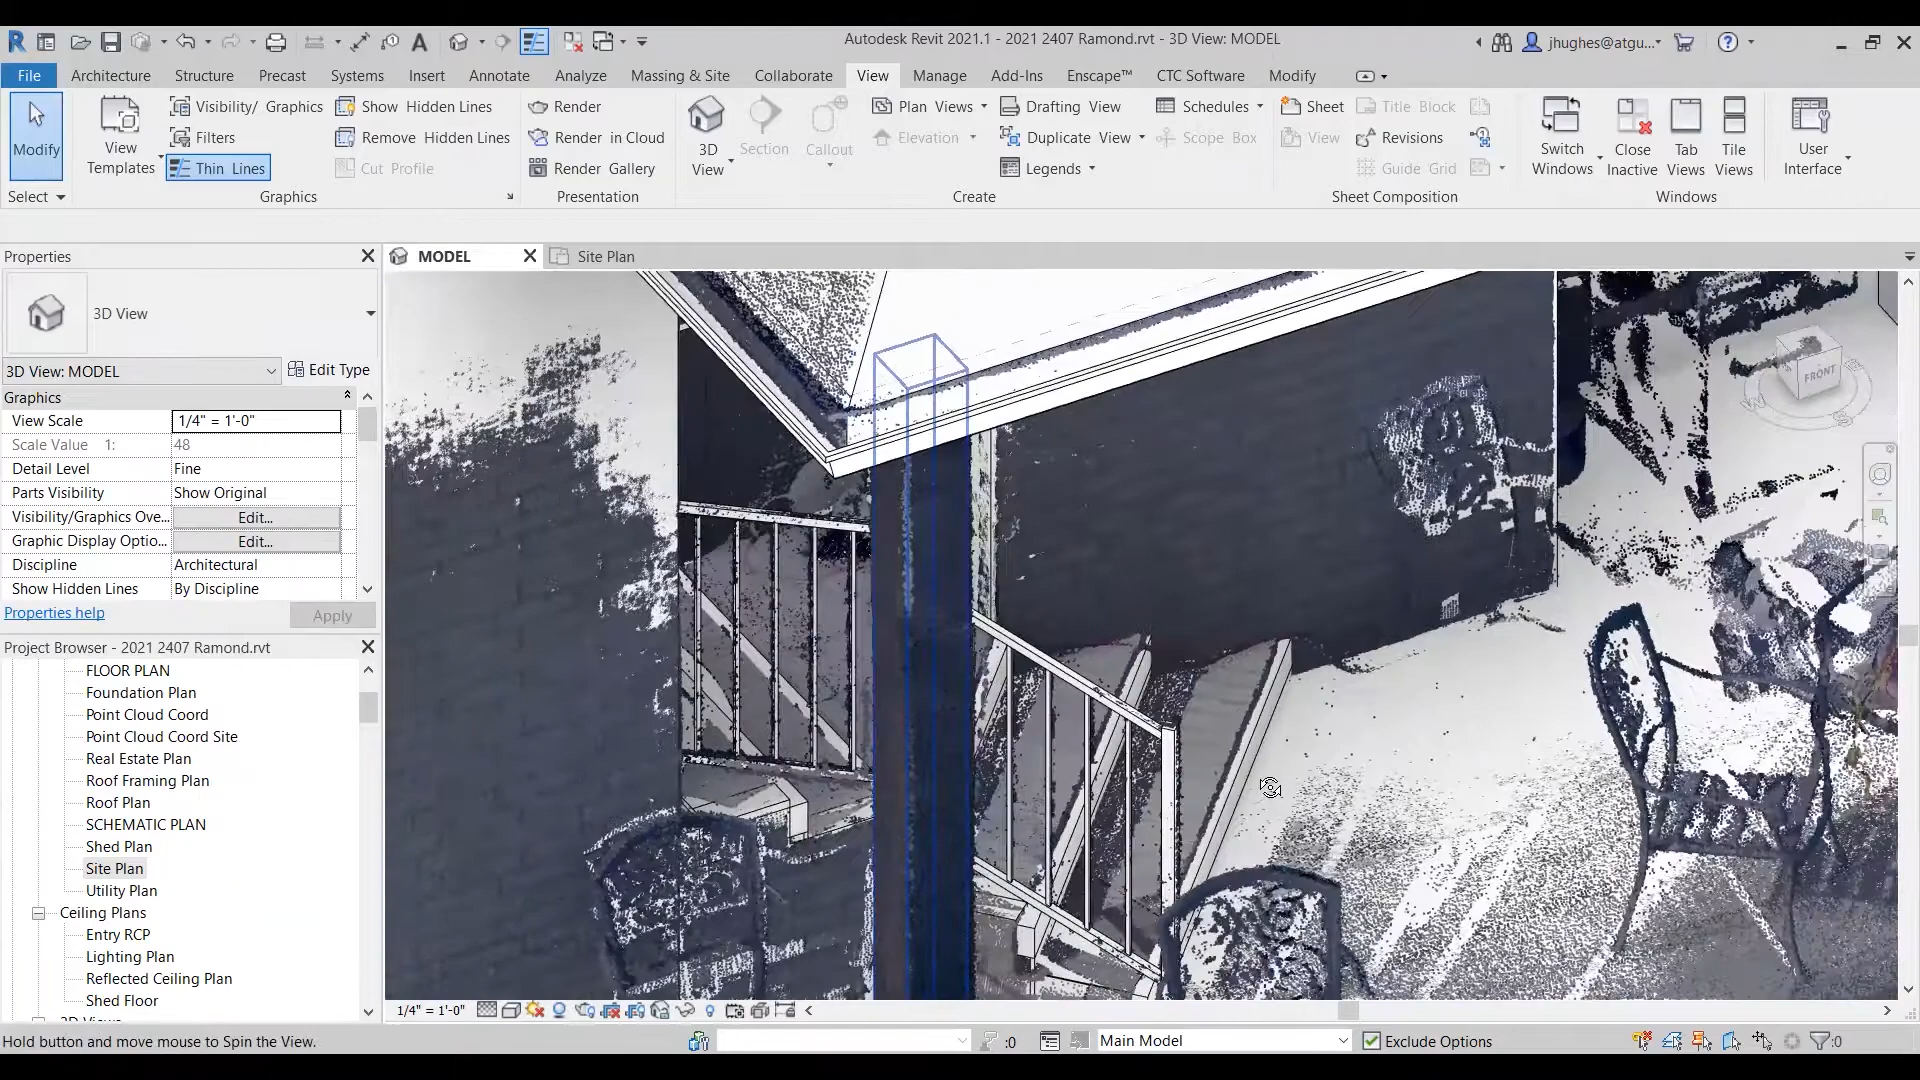 Autodesk Revit 2021.1 - 2021 2407 Ramond.rvt - 3D View: MODEL
jhughes@atgu...
File Architecture Structure Precast Systems Insert Annotate Analyze Massing & Site Collaborate View Manage Add-Ins Enscape™ CTC Software Modify
Modify
View Templates
Visibility/ Graphics
Filters
Thin Lines
Show Hidden Lines
Remove Hidden Lines
Cut Profile
Render
Render in Cloud
Render Gallery
3D View
Section
Callout
Plan Views
Elevation
Drafting View
Duplicate View
Legends
Schedules
Scope Box
Sheet
View
Title Block
Revisions
Guide Grid
Switch Windows
Close Inactive
Tab Views
Tile Views
User Interface
Select Graphics Presentation Create Sheet Composition Windows
Properties
MODEL
Site Plan
3D View
3D View: MODEL
Edit Type
Graphics
View Scale 1/4" = 1'-0"
Scale Value 1: 48
Detail Level Fine
Parts Visibility Show Original
Visibility/Graphics Ove... Edit...
Graphic Display Optio... Edit...
Discipline Architectural
Show Hidden Lines By Discipline
Properties help
Apply
Project Browser - 2021 2407 Ramond.rvt
FLOOR PLAN
Foundation Plan
Point Cloud Coord
Point Cloud Coord Site
Real Estate Plan
Roof Framing Plan
Roof Plan
SCHEMATIC PLAN
Shed Plan
Site Plan
Utility Plan
Ceiling Plans
Entry RCP
Lighting Plan
Reflected Ceiling Plan
Shed Floor
FRONT
W
S
1/4" = 1'-0"
Hold button and move mouse to Spin the View.
:0
Main Model
Exclude Options
:0